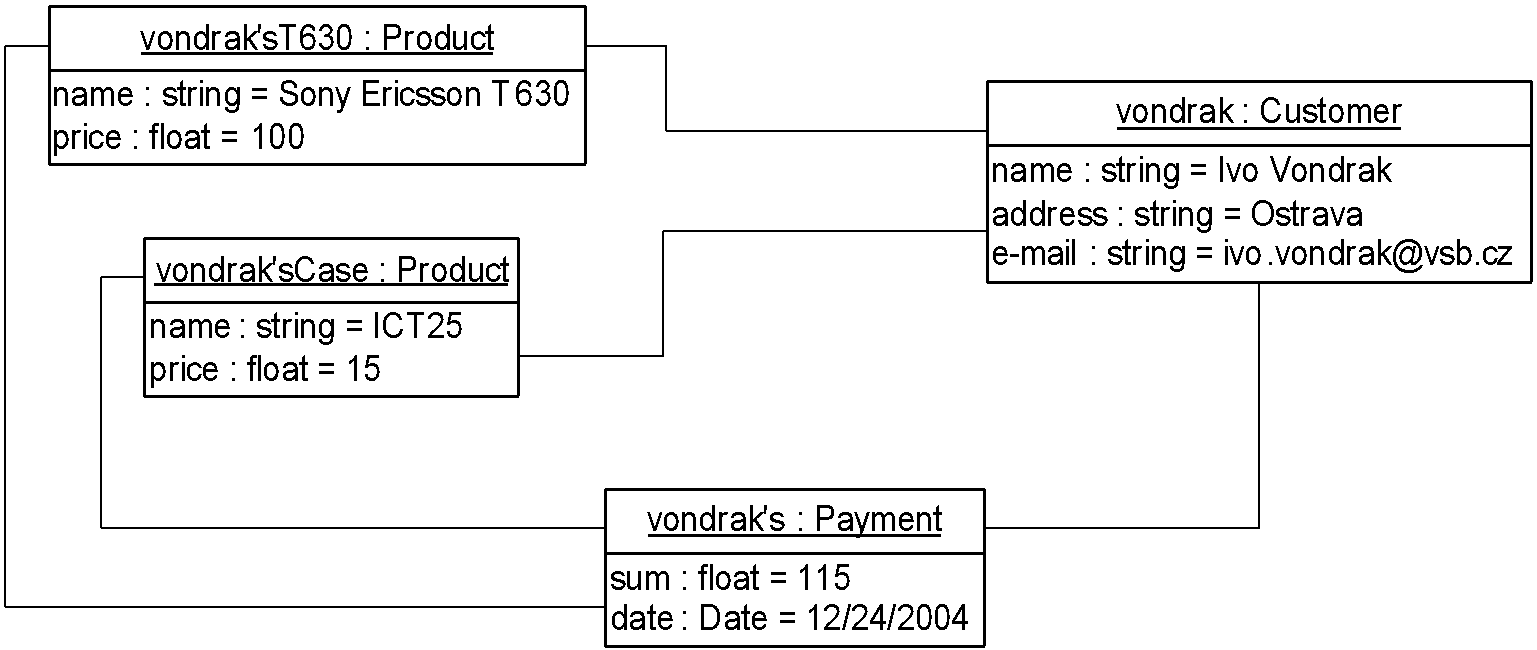 vondrak'sT630 : Product
name : string = Sony Ericsson T630
price : float = 100
vondrak : Customer
name : string = Ivo Vondrak
address : string = Ostrava
e-mail : string = ivo.vondrak@vsb.cz
vondrak'sCase : Product
name : string = ICT25
price : float = 15
vondrak's : Payment
sum : float = 115
date : Date = 12/24/2004